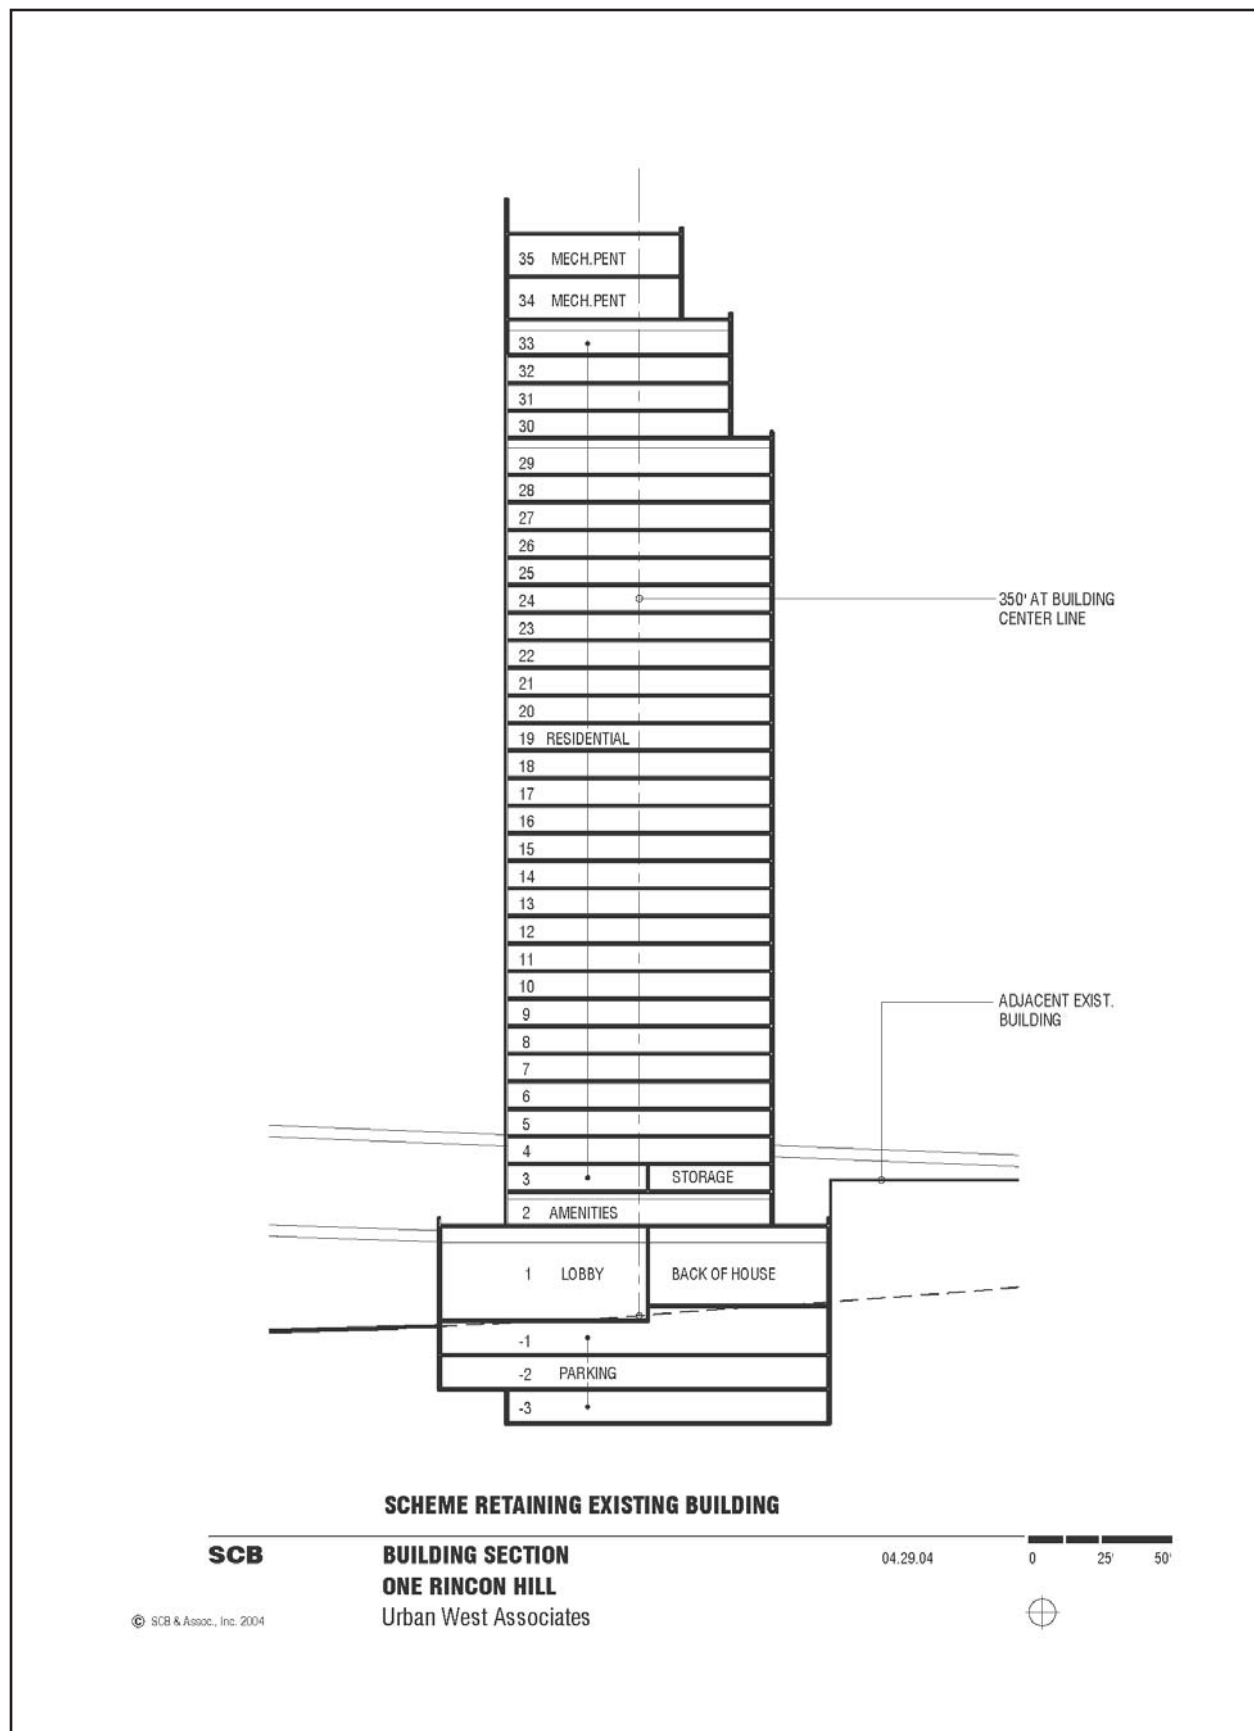 35 MECH.PENT
34 MECH.PENT
33
32
31
30
29
28
27
26
25
24
350' AT BUILDING
CENTER LINE
23
22
21
20
19 RESIDENTIAL
18
17
16
15
14
13
12
11
10
ADJACENT EXIST.
BUILDING
9
8
7
6
5
4
3 STORAGE
2 AMENITIES
1 LOBBY BACK OF HOUSE
-1
-2 PARKING
-3
SCHEME RETAINING EXISTING BUILDING
SCB BUILDING SECTION 04.29.04 0 25' 50'
ONE RINCON HILL
© SCB & Assoc., Inc. 2004 Urban West Associates